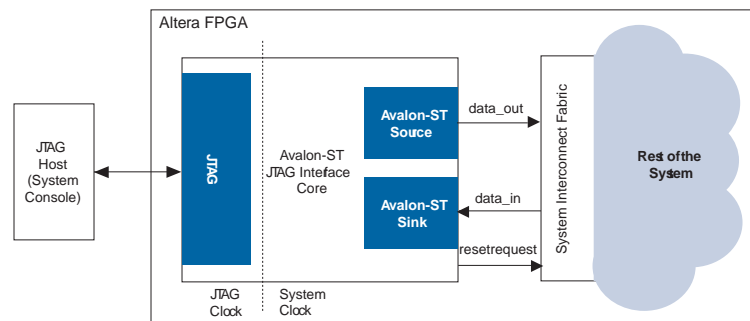 Altera FPGA
JTAG
Host
(System
Console)
JTAG
Avalon-ST
JTAG Interface
Core
Avalon-ST
Source
Avalon-ST
Sink
data_out
data_in
resetrequest
System Interconnect Fabric
Rest of the
System
JTAG
Clock
System
Clock